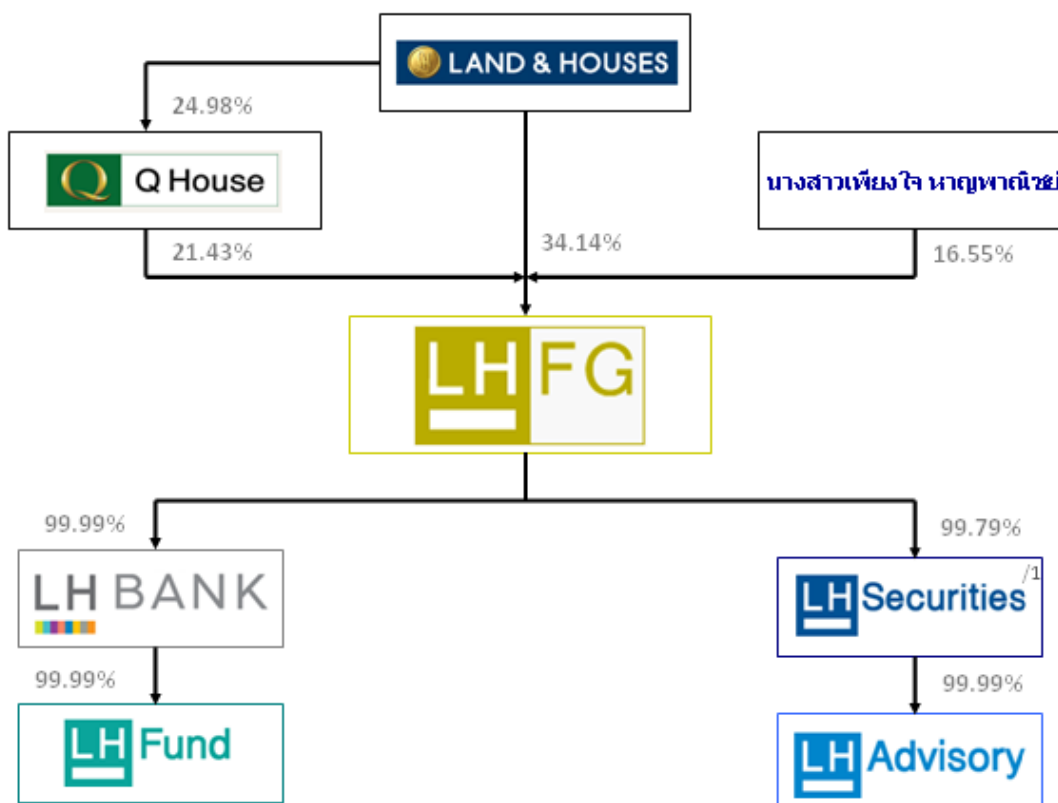 LAND & HOUSES
24.98%
Q
Q House
นางสาวเพียงใจ หาญพาณิชย์
21.43%
34.14%
16.55%
LH FG
99.99%
99.79%
LH BANK
LH Securities /1
99.99%
99.99%
LH Fund
LH Advisory